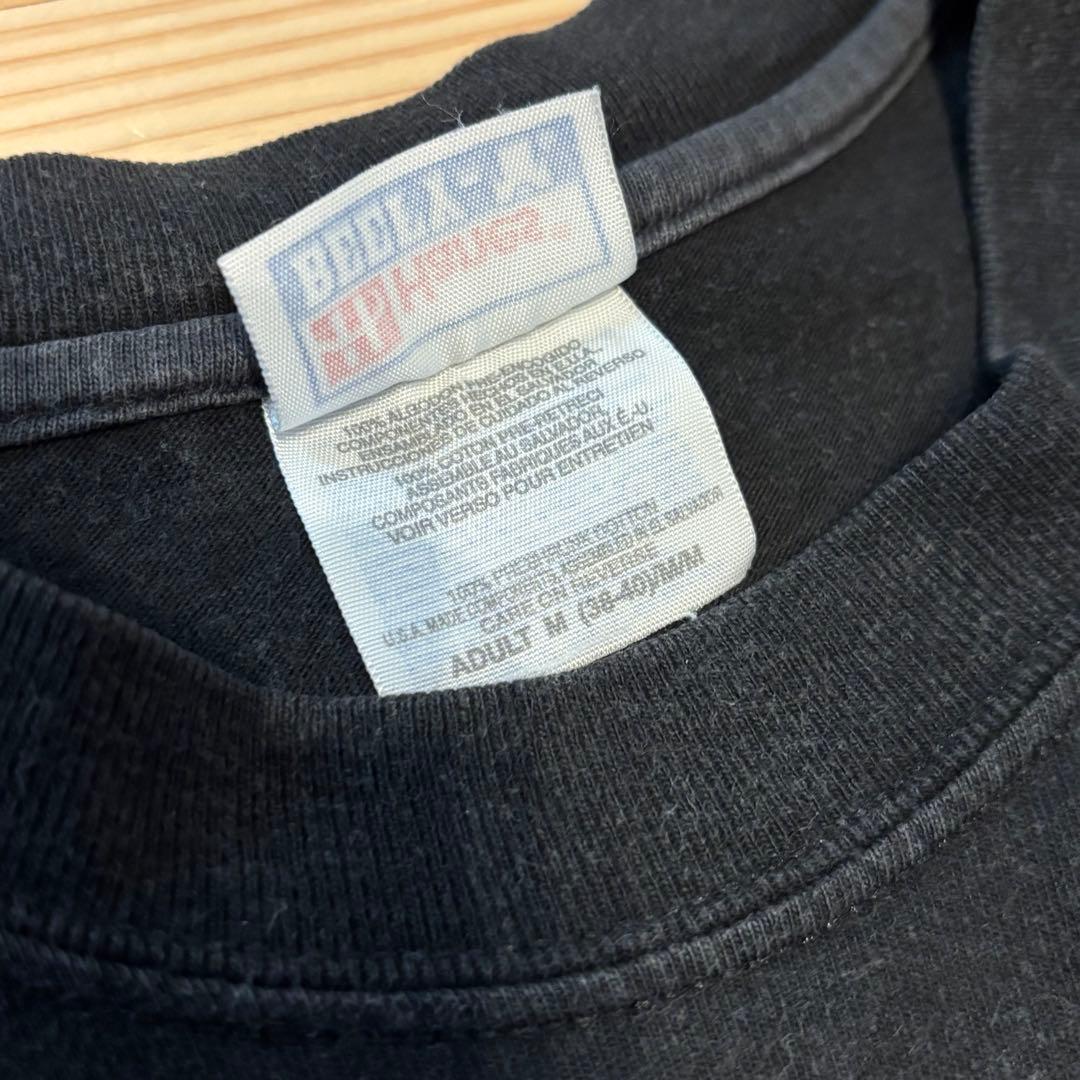 100% ALGODON PRE-ENCOGIDO
COMPONENTES HECHOS EN E.U.
ENSAMBLADO EN EL SALVADOR
INSTRUCCIONES DE CUIDADO AL REVERSO
100% COTON PRE-RETRECI
ASSEMBLE AU SALVADOR
COMPOSANTS FABRIQUES AUX É.-U.
VOIR VERSO POUR ENTRETIEN
100% PRESHRUNK COTTON
U.S.A. MADE COMPONENTS, ASSEMBLED IN EL SALVADOR
CARE ON REVERSE
ADULT M (38-40)/M/M